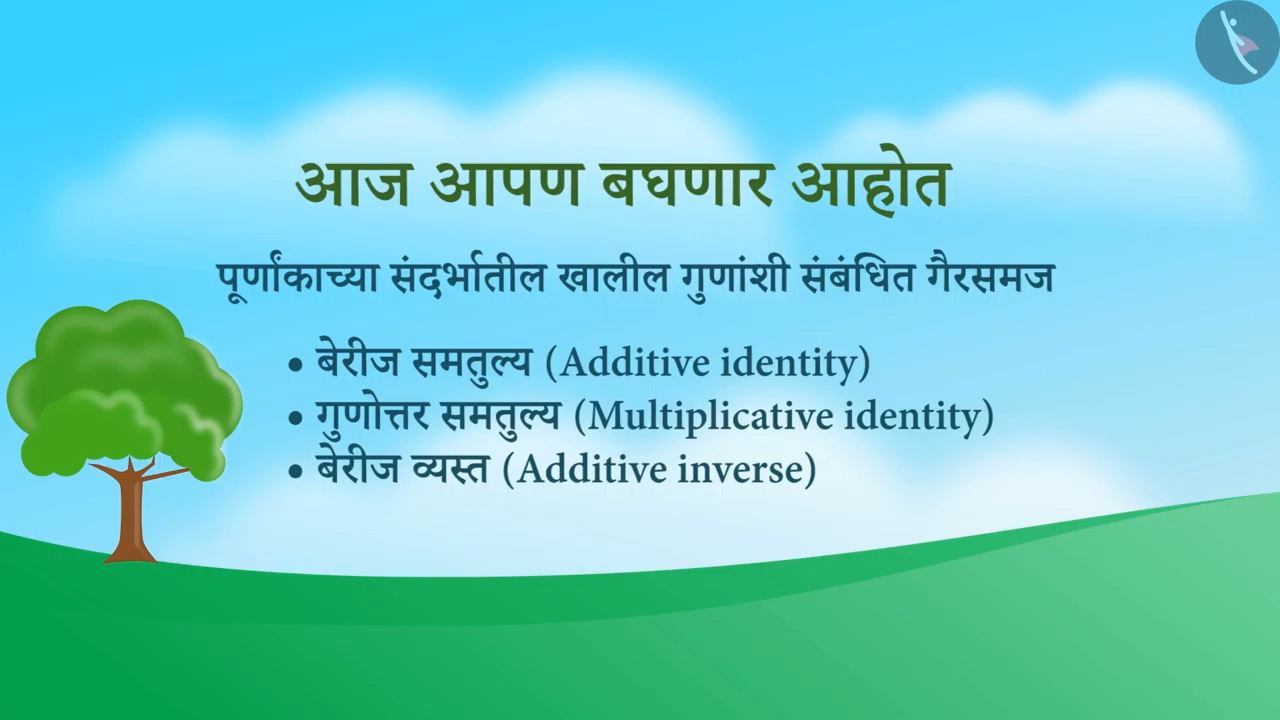 आज आपण बघणार आहोत
पूर्णांकाच्या संदर्भातील खालील गुणांशी संबंधित गैरसमज
• बेरीज समतुल्य (Additive identity)
• गुणोत्तर समतुल्य (Multiplicative identity)
• बेरीज व्यस्त (Additive inverse)